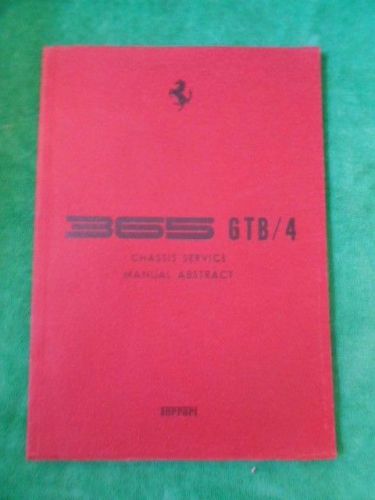 365 GTB/4
CHASSIS SERVICE
MANUAL ABSTRACT
Ferrari